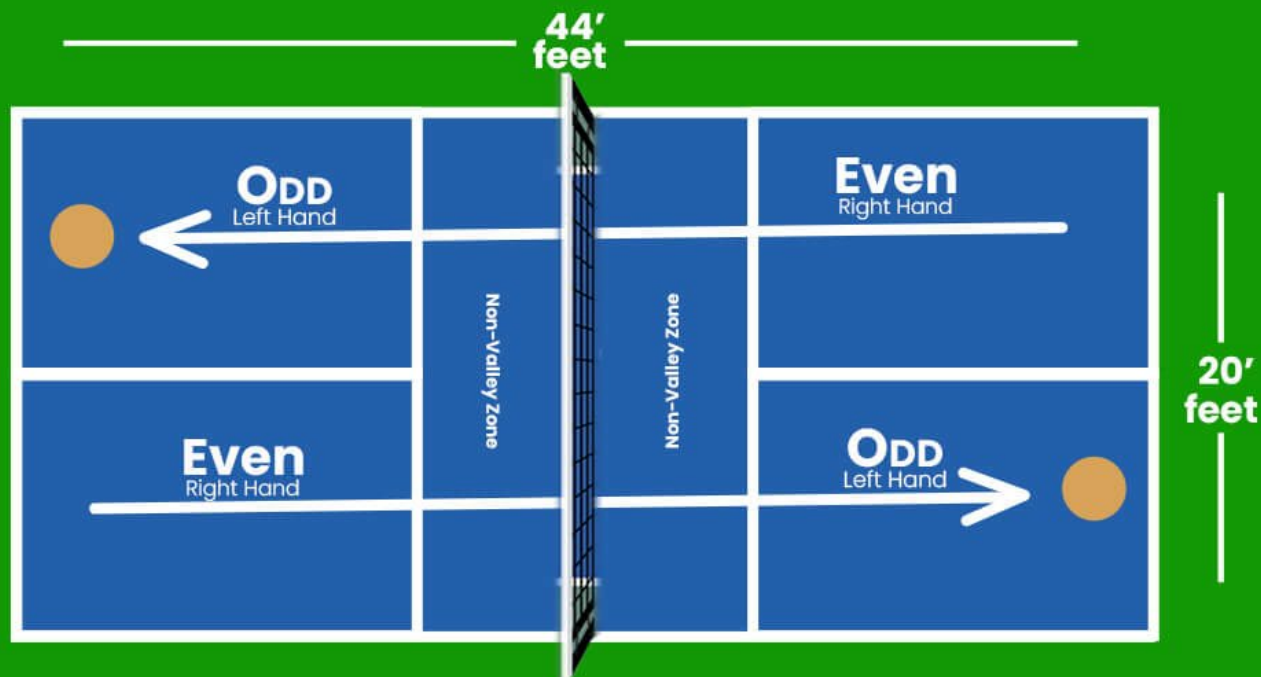 44’
feet
ODD
Left Hand
Even
Right Hand
Non-Valley Zone
Non-Valley Zone
20’
feet
Even
Right Hand
ODD
Left Hand